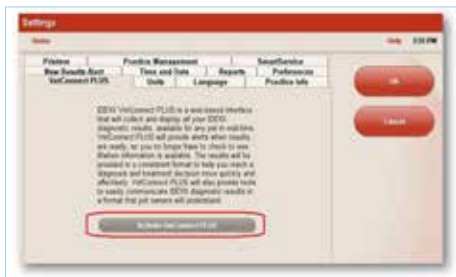 Settings
Home
Help 3:35 PM
Printers Practice Management SmartService
New Results Alert Time and Date Reports Preferences
VetConnect PLUS Units Language Practice Info
OK
Cancel
IDEXX VetConnect PLUS is a web-based interface
that will collect and display all your IDEXX
diagnostic results, available for any pet in real-time.
VetConnect PLUS will provide alerts when results
are ready, so you no longer have to check to see
if information is available. The results will be
provided in a consistent format to help you reach a
diagnosis and treatment decision more quickly and
effectively. VetConnect PLUS will also provide tools
to easily communicate IDEXX diagnostic results in
a format that pet owners will understand.
Activate VetConnect PLUS